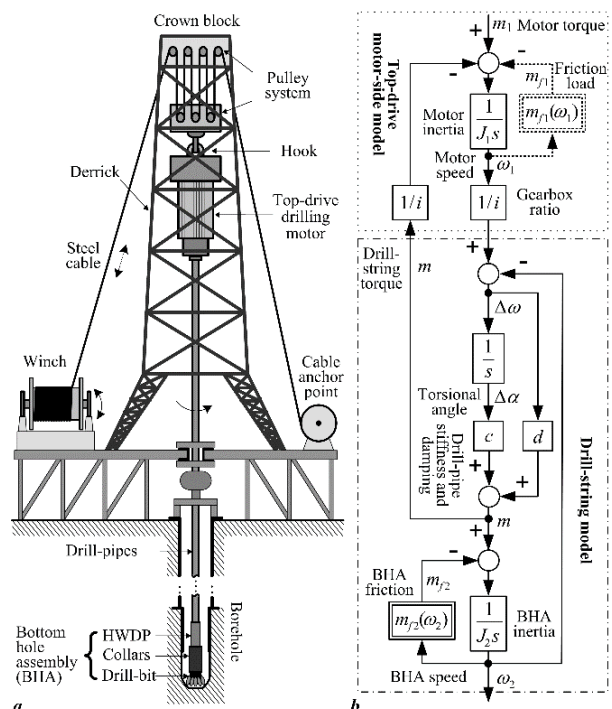 Crown block
Pulley
system
Hook
Derrick
Top-drive
drilling
motor
Steel
cable
Winch
Cable
anchor
point
Drill-pipes
Borehole
Bottom
hole
assembly
(BHA)
HWDP
Collars
Drill-bit
a
Top-drive
motor-side
model
m1 Motor torque
+
-
-
mf1
Friction
load
Motor
inertia
1
J1s
mf1(ω1)
Motor
speed
ω1
1/i
1/i
Gearbox
ratio
Drill-
string
torque
m
+
-
Δω
1
s
Torsional
angle
Δα
Drill-pipe
stiffness and
damping
c
d
+
+
m
Drill-string model
+
-
BHA
friction
mf2
mf2(ω2)
1
J2s
BHA
inertia
BHA speed
ω2
b